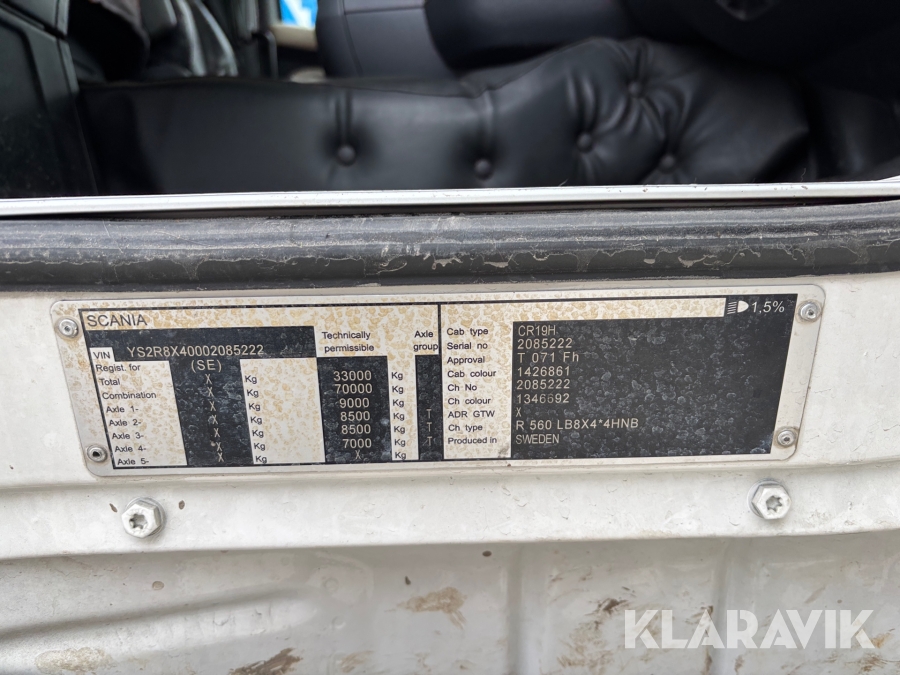 SCANIA
VIN YS2R8X40002085222
Technically permissible
Axle group
Regist. for (SE)
Total X Kg 33000 Kg
Combination X Kg 70000 Kg
Axle 1- X Kg -9000 Kg
Axle 2- X Kg 8500 Kg T
Axle 3- X Kg 8500 Kg T
Axle 4- X Kg 7000 Kg T
Axle 5- X Kg X Kg
1,5%
Cab type CR19H
Serial no 2085222
Approval T 071 Fh
Cab colour 1426861
Ch No 2085222
Ch colour 1346592
ADR GTW X
Ch type R 560 LB8X4*4HNB
Produced in SWEDEN
KLARAVIK